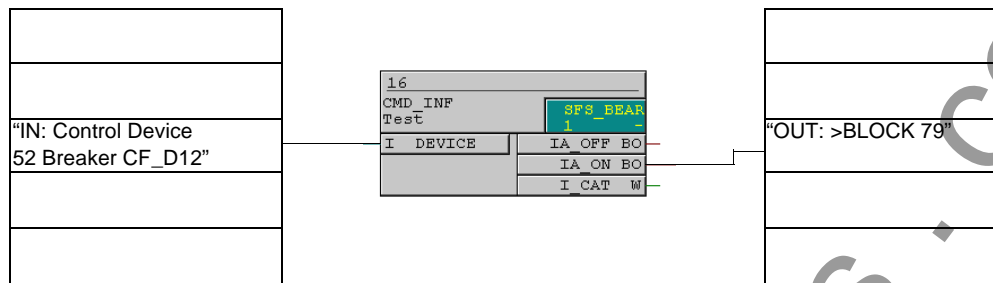 16
CMD_INF
Test
SFS_BEAR
1 -
“IN: Control Device
52 Breaker CF_D12”
I DEVICE
IA_OFF BO
IA_ON BO
I_CAT W
“OUT: >BLOCK 79”